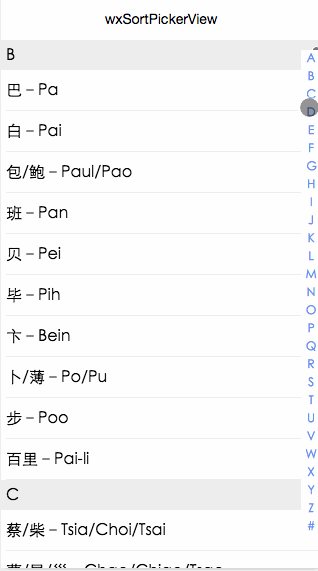 wxSortPickerView
B
巴 – Pa
白 – Pai
包/鲍 – Paul/Pao
班 – Pan
贝 – Pei
毕 – Pih
卞 – Bein
卜/薄 – Po/Pu
步 – Poo
百里 – Pai-li
C
蔡/柴 – Tsia/Choi/Tsai
A
B
C
D
E
F
G
H
I
J
K
L
M
N
O
P
Q
R
S
T
U
V
W
X
Y
Z
#